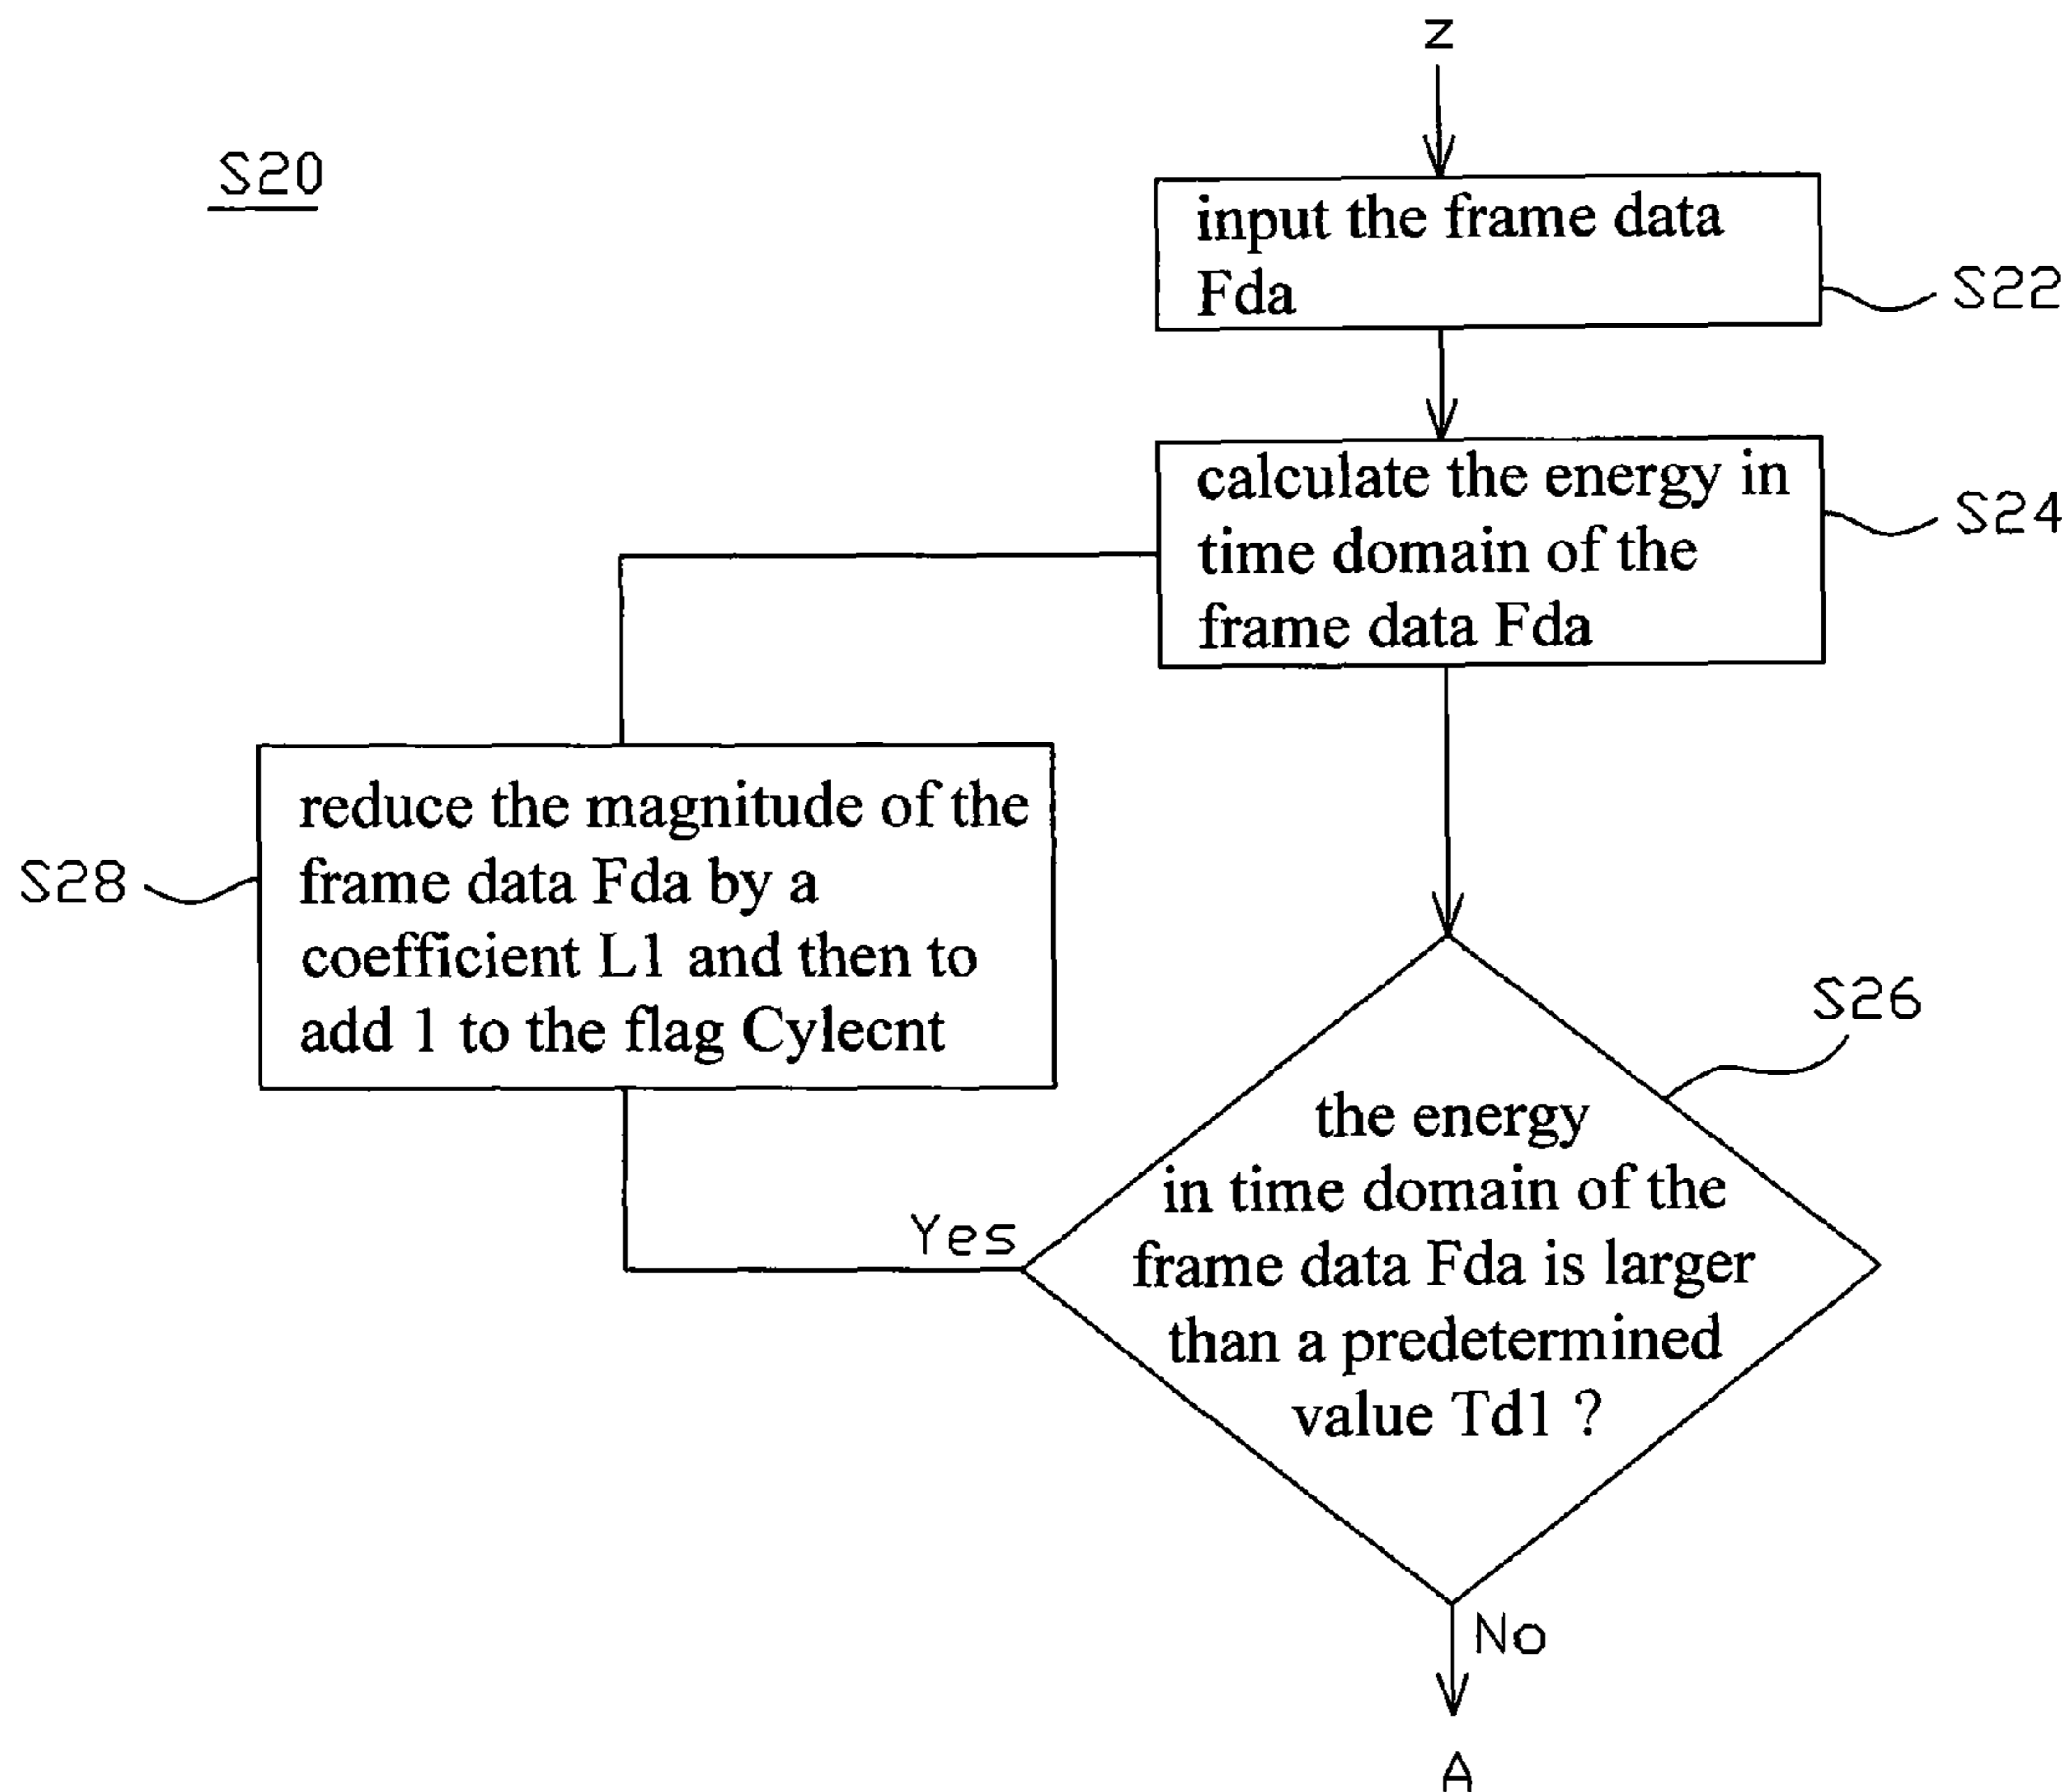 z
S20
input the frame data
Fda
S22
calculate the energy in
time domain of the
frame data Fda
S24
reduce the magnitude of the
frame data Fda by a
coefficient L1 and then to
add 1 to the flag Cylecnt
S28
S26
the energy
in time domain of the
frame data Fda is larger
than a predetermined
value Td1 ?
Yes
No
A